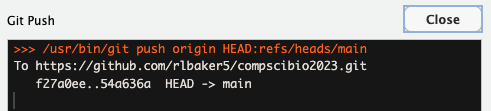 Git Push
Close
>>> /usr/bin/git push origin HEAD:refs/heads/main
To https://github.com/rlbaker5/compscibio2023.git
   f27a0ee..54a636a  HEAD -> main